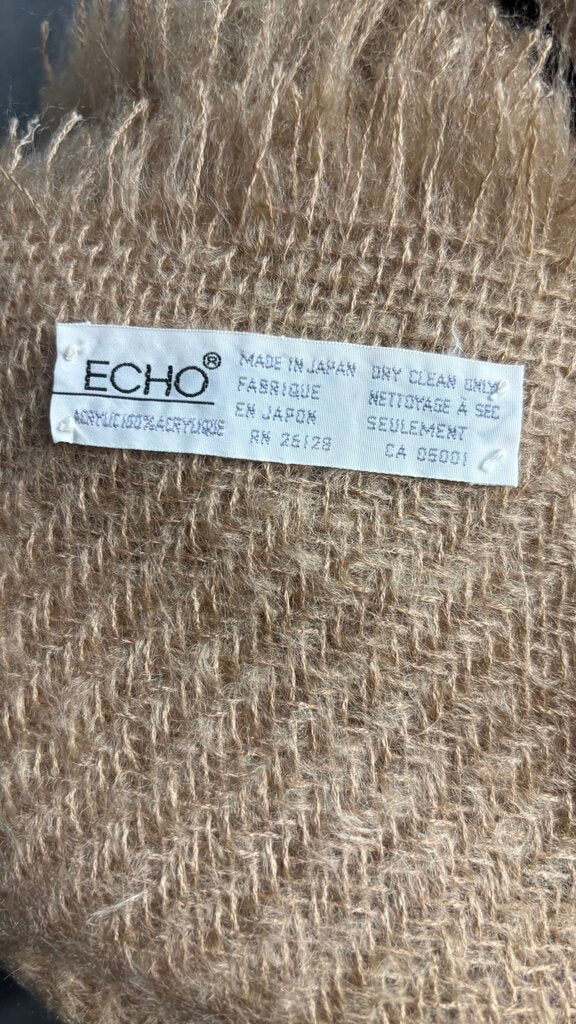 ECHO®
ACRYLIC 100% ACRYLIQUE
MADE IN JAPAN
FABRIQUE
EN JAPON
RN 26128
DRY CLEAN ONLY
NETTOYAGE À SEC
SEULEMENT
CA 05001